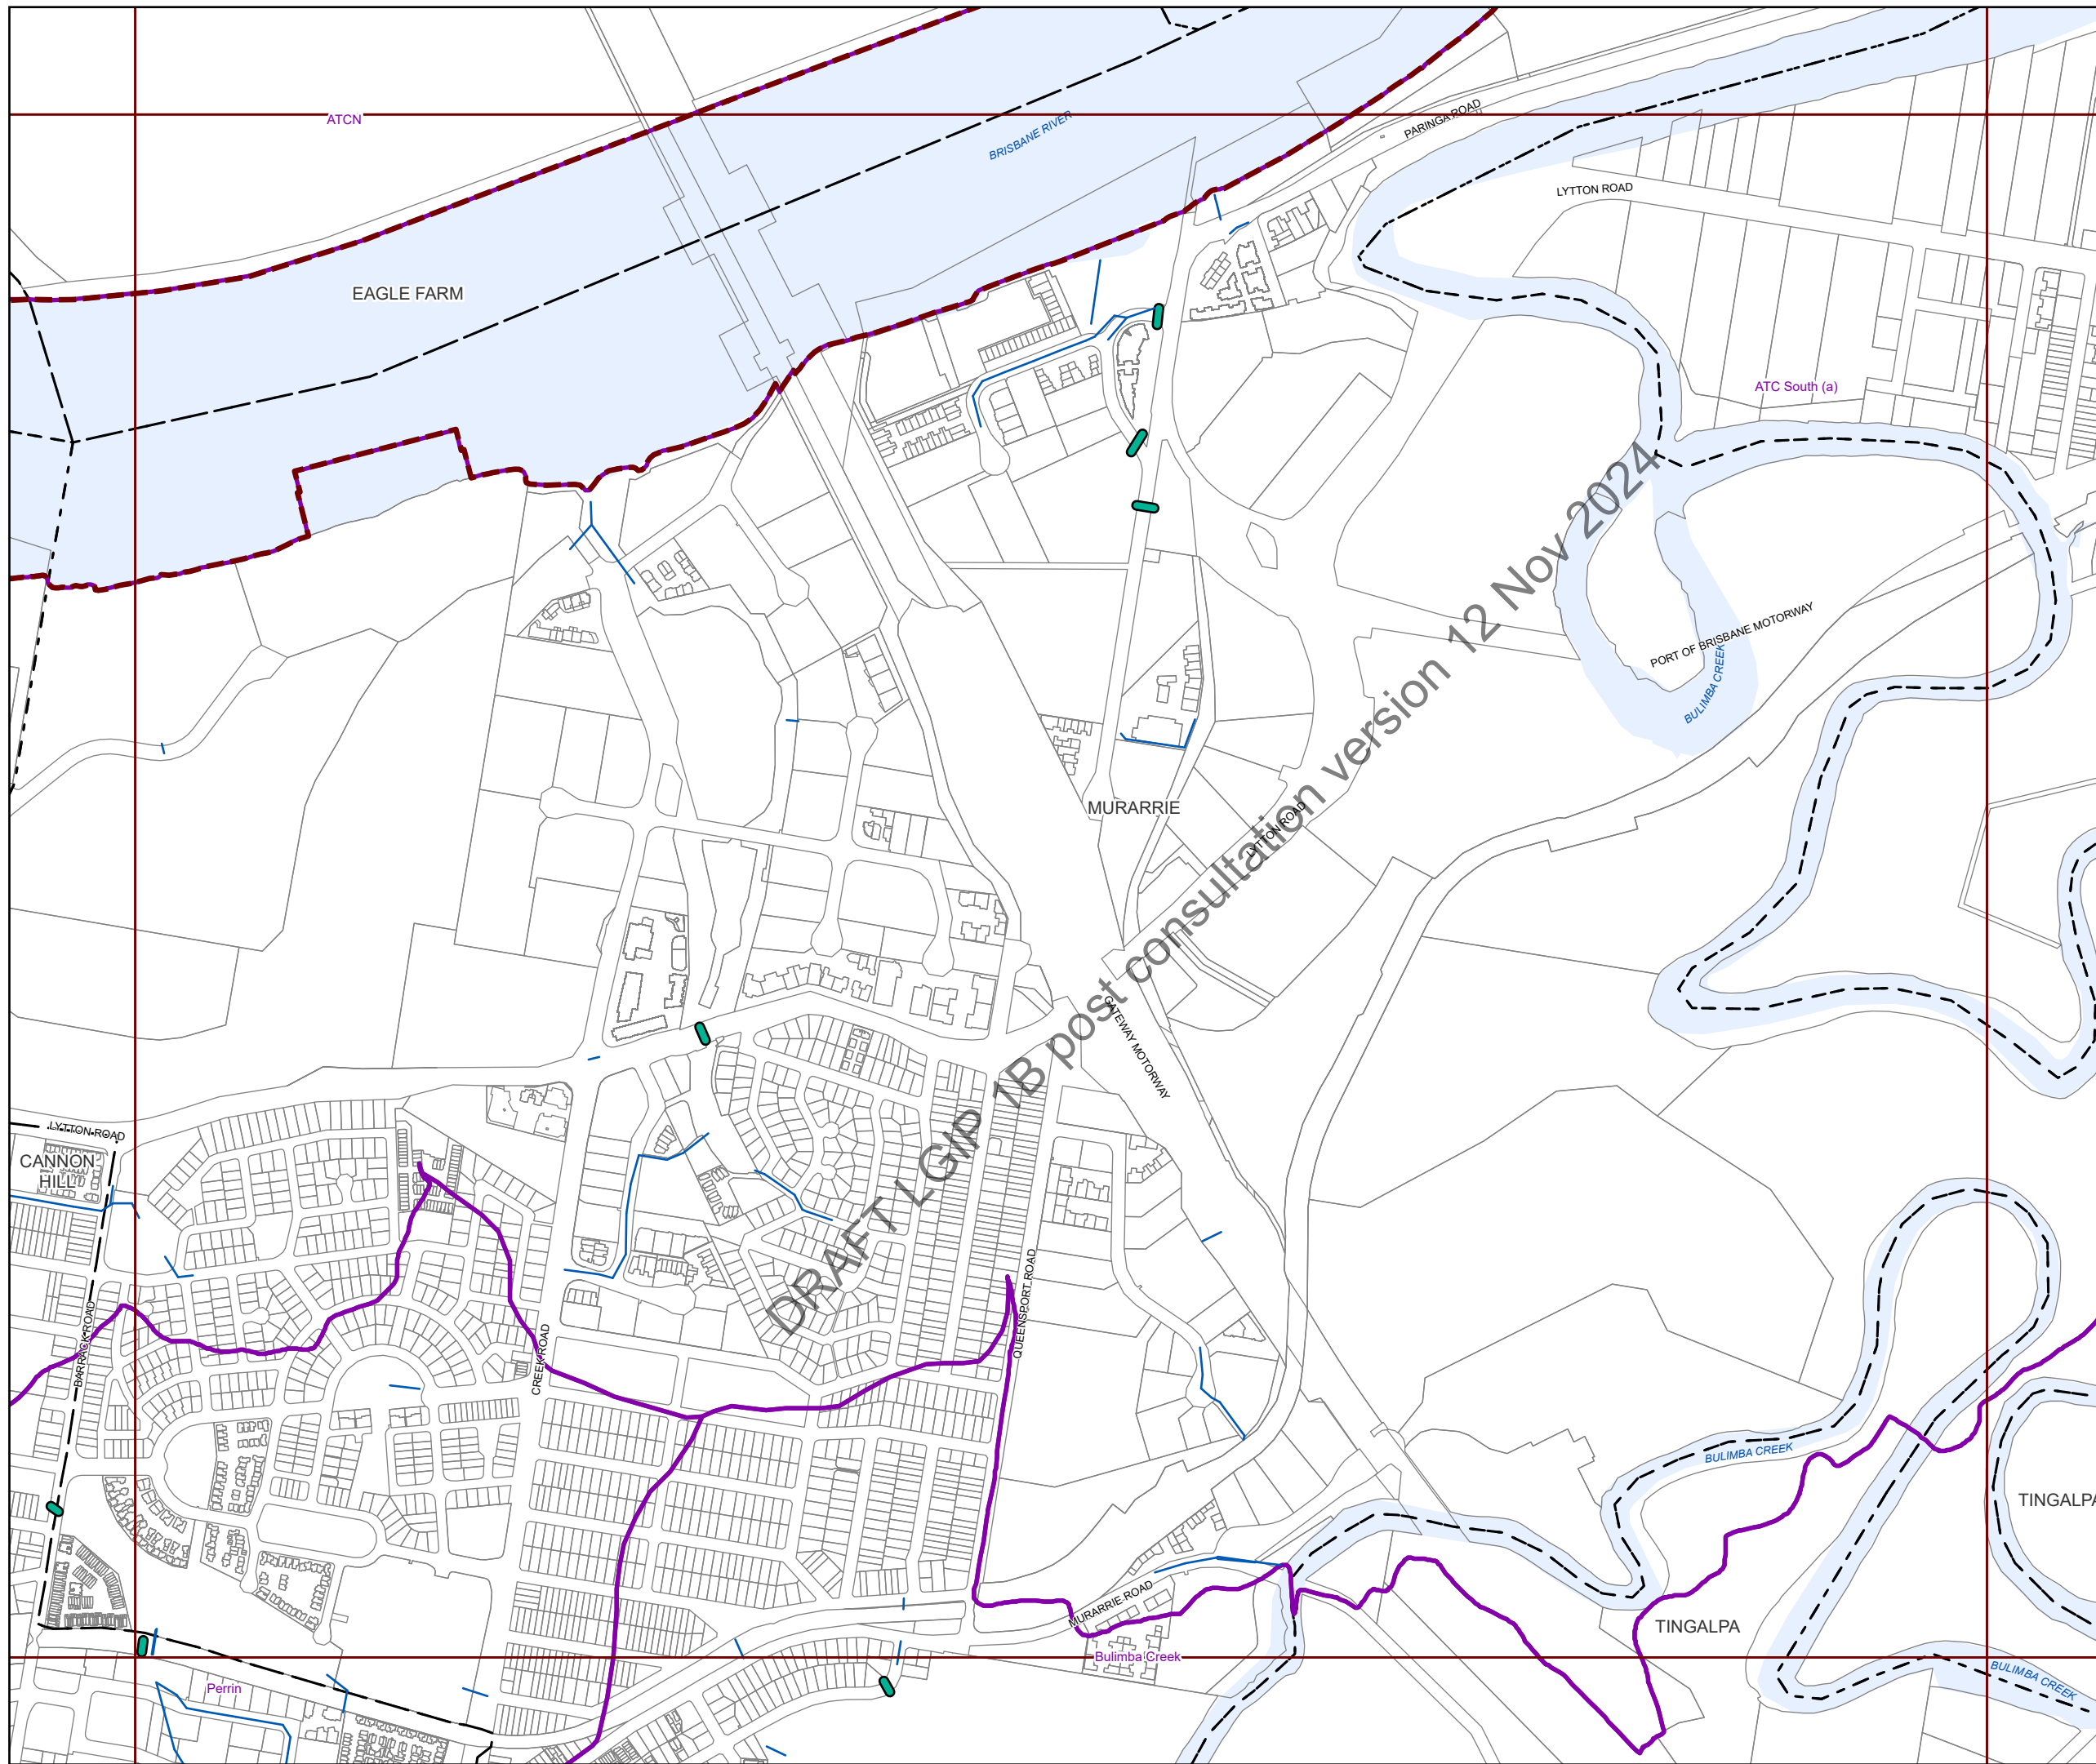 ATCN
BRISBANE RIVER
PARINGA ROAD
LYTTON ROAD
EAGLE FARM
ATC South (a)
PORT OF BRISBANE MOTORWAY
BULIMBA CREEK
MURARRIE
LYTTON ROAD
DRAFT LGIP 1B post consultation version 12 Nov 2024
GATEWAY MOTORWAY
LYTTON ROAD
CANNON
HILL
BARRACK ROAD
CREEK ROAD
QUEENSPORT ROAD
BULIMBA CREEK
TINGALPA
MURARRIE ROAD
TINGALPA
Bulimba Creek
Perrin
BULIMBA CREEK